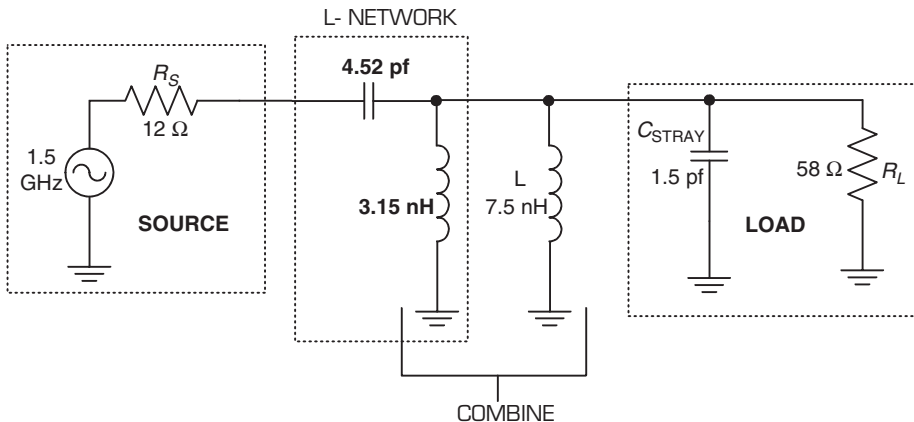 L- NETWORK
4.52 pf
R_S
12 Ω
1.5
GHz
SOURCE
3.15 nH
L
7.5 nH
C_STRAY
1.5 pf
58 Ω
R_L
LOAD
COMBINE